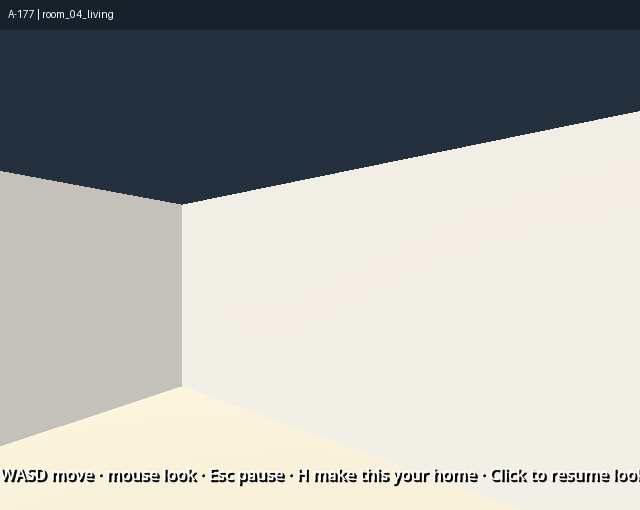 A-177 | room_04_living
WASD move · mouse look · Esc pause · H make this your home · Click to resume